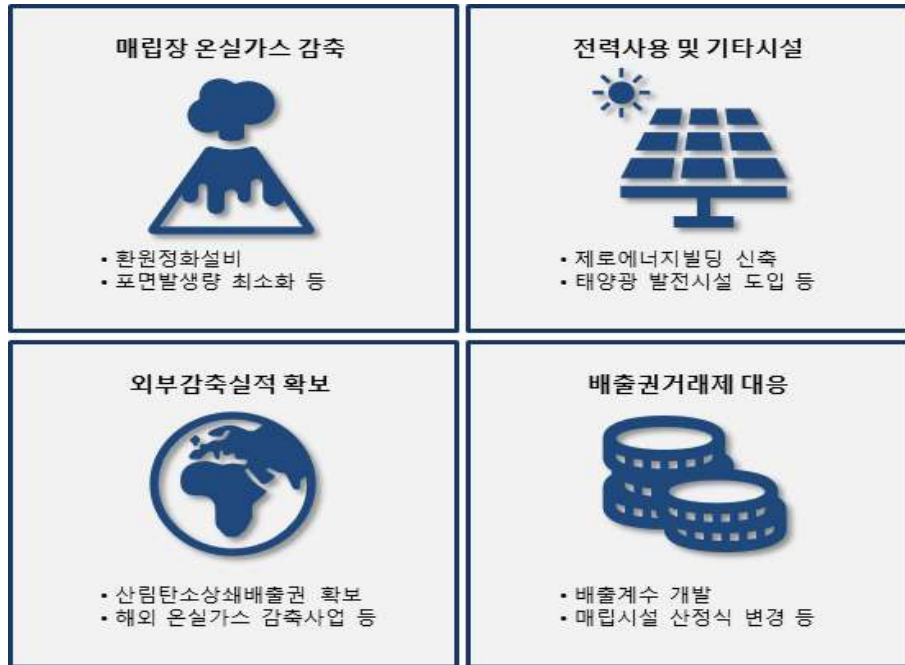 매립장 온실가스 감축
• 환원정화설비
• 포면발생량 최소화 등
전력사용 및 기타시설
• 제로에너지빌딩 신축
• 태양광 발전시설 도입 등
외부감축실적 확보
• 산림탄소상쇄배출권 확보
• 해외 온실가스 감축사업 등
배출권거래제 대응
• 배출계수 개발
• 매립시설 산정식 변경 등